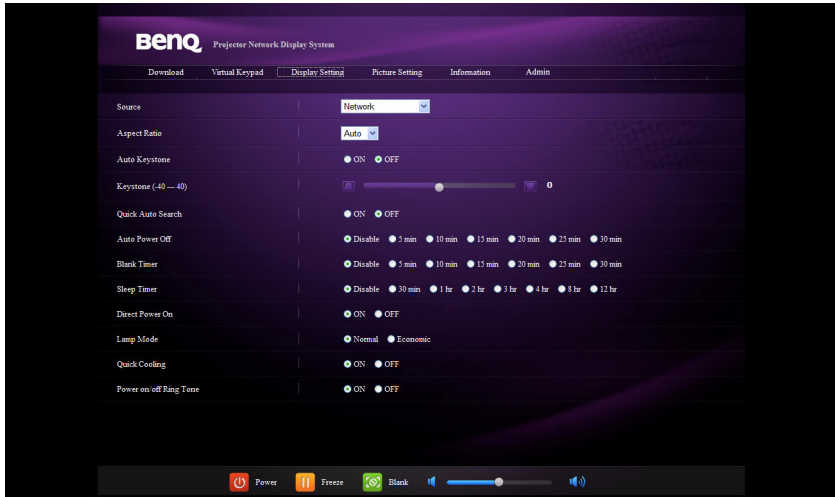 BenQ Projector Network Display System
Download Virtual Keypad Display Setting Picture Setting Information Admin
Source Network
Aspect Ratio Auto
Auto Keystone ON OFF
Keystone (-40 --- 40) 0
Quick Auto Search ON OFF
Auto Power Off Disable 5 min 10 min 15 min 20 min 25 min 30 min
Blank Timer Disable 5 min 10 min 15 min 20 min 25 min 30 min
Sleep Timer Disable 30 min 1 hr 2 hr 3 hr 4 hr 8 hr 12 hr
Direct Power On ON OFF
Lamp Mode Normal Economic
Quick Cooling ON OFF
Power on/off Ring Tone ON OFF
Power Freeze Blank